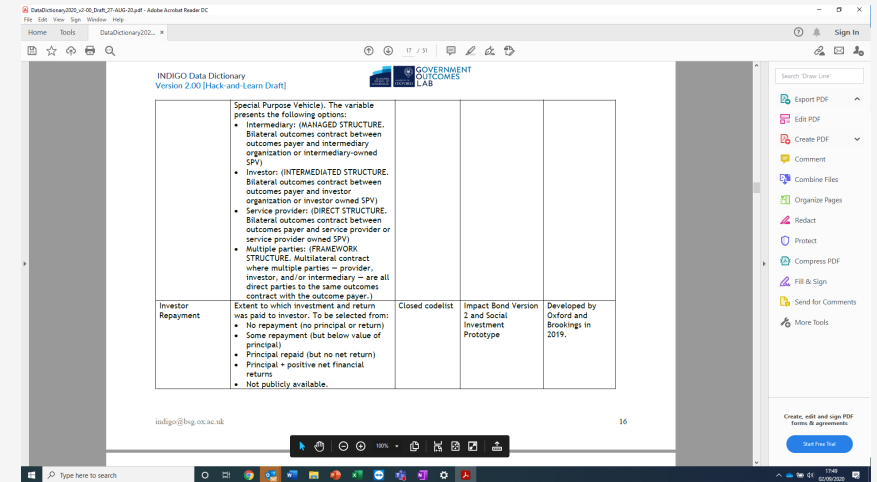 DataDictionary2020_v2-00_Draft_27-AUG-20.pdf - Adobe Acrobat Reader DC
File Edit View Sign Window Help
Home Tools DataDictionary202... × Sign In
17 / 51
INDIGO Data Dictionary
Version 2.00 [Hack-and-Learn Draft]
GOVERNMENT
OUTCOMES
LAB
Special Purpose Vehicle). The variable
presents the following options:
• Intermediary: (MANAGED STRUCTURE.
Bilateral outcomes contract between
outcomes payer and intermediary
organization or intermediary-owned
SPV)
• Investor: (INTERMEDIATED STRUCTURE.
Bilateral outcomes contract between
outcomes payer and investor
organization or investor owned SPV)
• Service provider: (DIRECT STRUCTURE.
Bilateral outcomes contract between
outcomes payer and service provider or
service provider owned SPV)
• Multiple parties: (FRAMEWORK
STRUCTURE. Multilateral contract
where multiple parties — provider,
investor, and/or intermediary — are all
direct parties to the same outcomes
contract with the outcome payer.)
Investor
Repayment
Extent to which investment and return
was paid to investor. To be selected from:
• No repayment (no principal or return)
• Some repayment (but below value of
principal)
• Principal repaid (but no net return)
• Principal + positive net financial
returns
• Not publicly available.
Closed codelist
Impact Bond Version
2 and Social
Investment
Prototype
Developed by
Oxford and
Brookings in
2019.
indigo@bsg.ox.ac.uk 16
100%
Search 'Draw Line'
Export PDF
Edit PDF
Create PDF
Comment
Combine Files
Organize Pages
Redact
Protect
Compress PDF
Fill & Sign
Send for Comments
More Tools
Create, edit and sign PDF
forms & agreements
Start Free Trial
Type here to search
17:49
02/09/2020